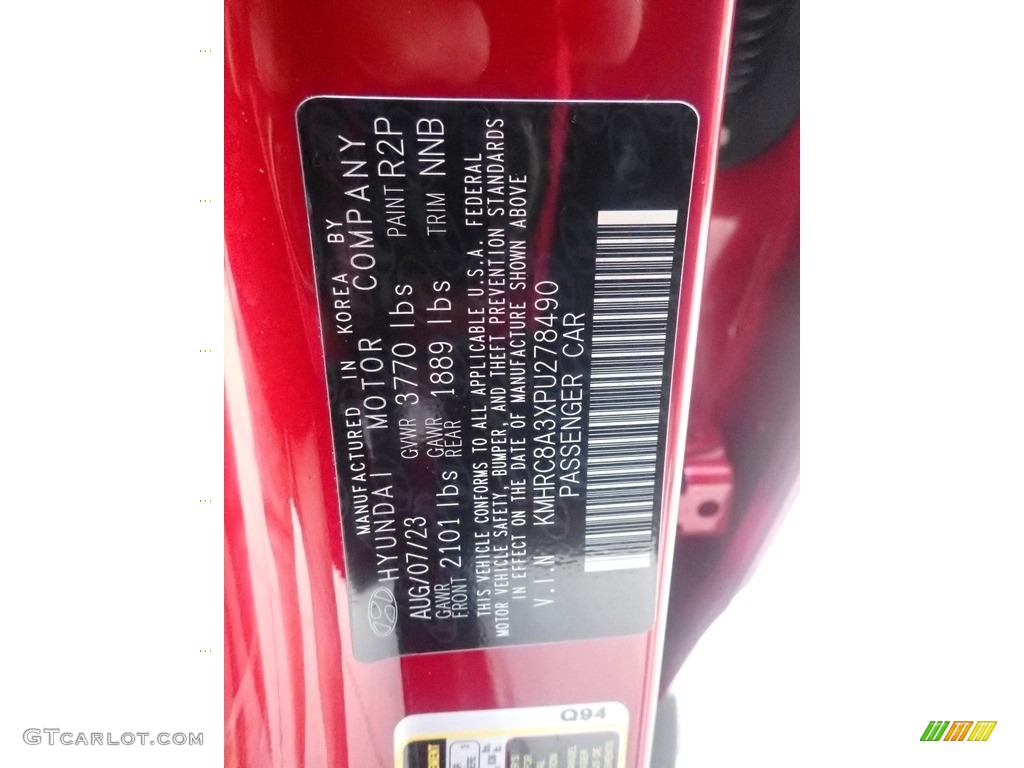 MANUFACTURED IN KOREA BY
HYUNDAI MOTOR COMPANY
AUG/07/23 GVWR 3770 lbs PAINT R2P
GAWR FRONT 2101 lbs GAWR REAR 1889 lbs TRIM NNB
THIS VEHICLE CONFORMS TO ALL APPLICABLE U.S.A. FEDERAL
MOTOR VEHICLE SAFETY, BUMPER, AND THEFT PREVENTION STANDARDS
IN EFFECT ON THE DATE OF MANUFACTURE SHOWN ABOVE
V.I.N KMHRC8A3XPU278490
PASSENGER CAR
Q94
GTCarLot.com